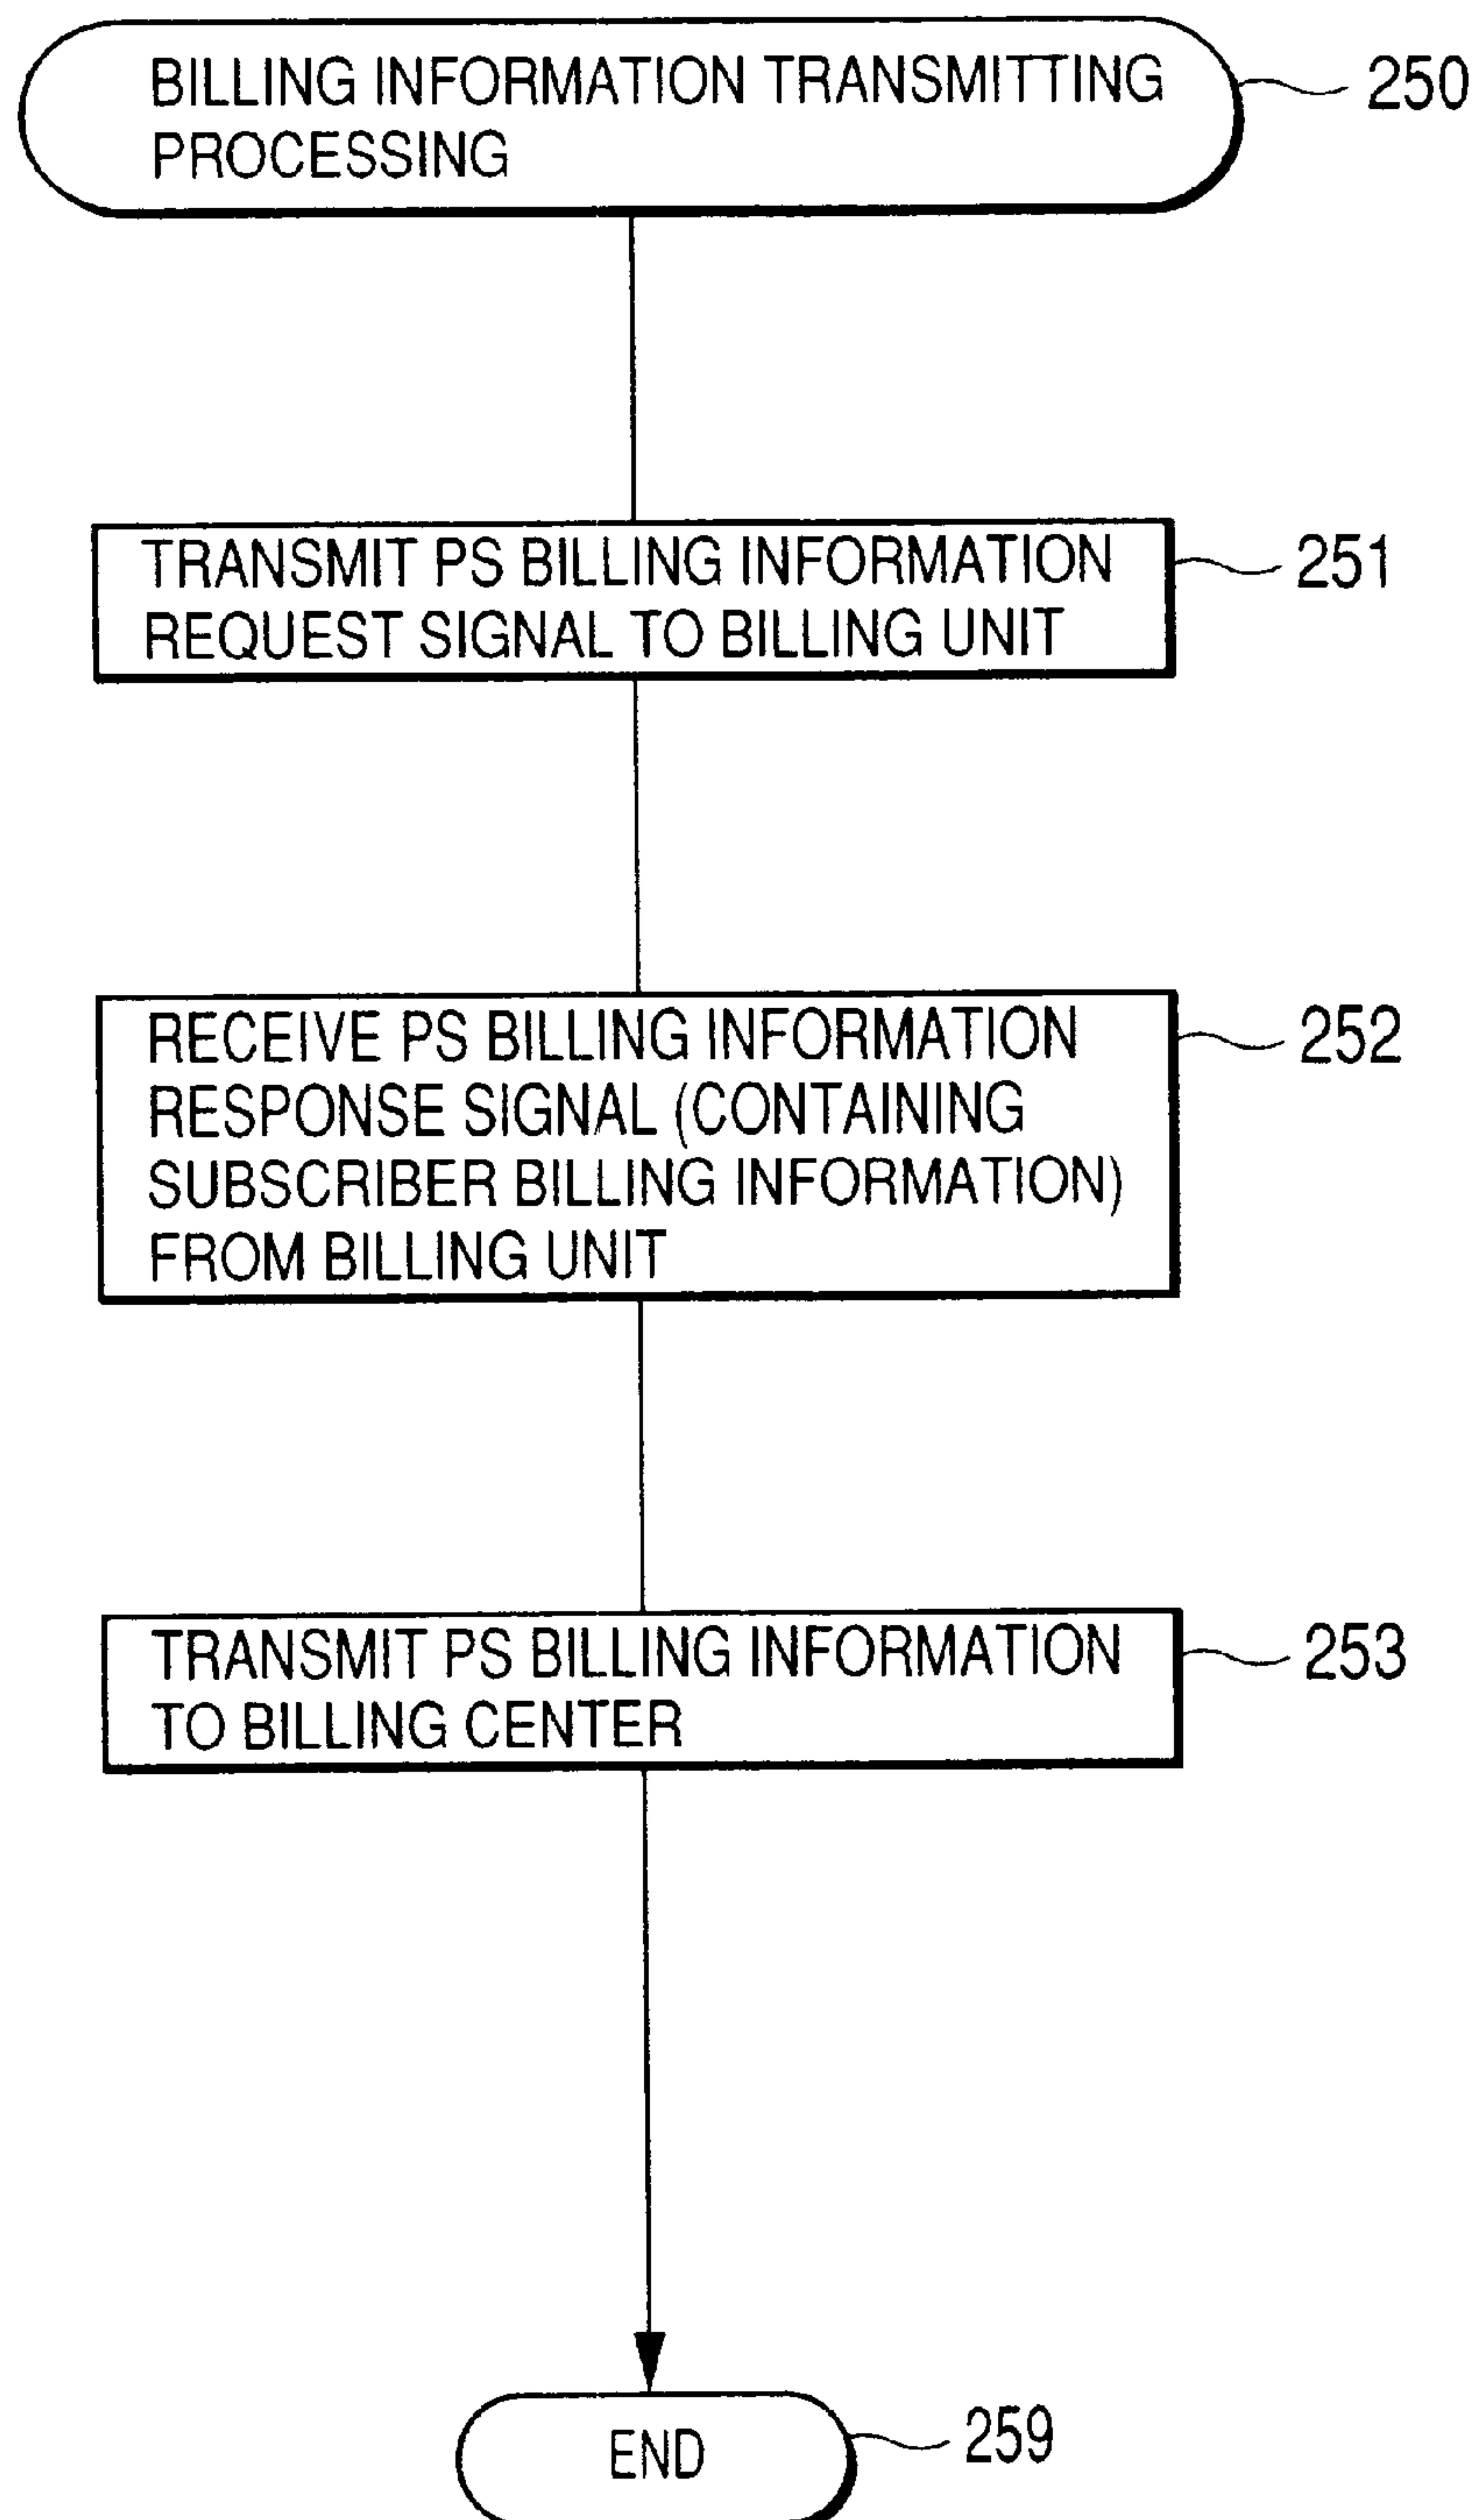 BILLING INFORMATION TRANSMITTING
PROCESSING
250
TRANSMIT PS BILLING INFORMATION
REQUEST SIGNAL TO BILLING UNIT
251
RECEIVE PS BILLING INFORMATION
RESPONSE SIGNAL (CONTAINING
SUBSCRIBER BILLING INFORMATION)
FROM BILLING UNIT
252
TRANSMIT PS BILLING INFORMATION
TO BILLING CENTER
253
END
259